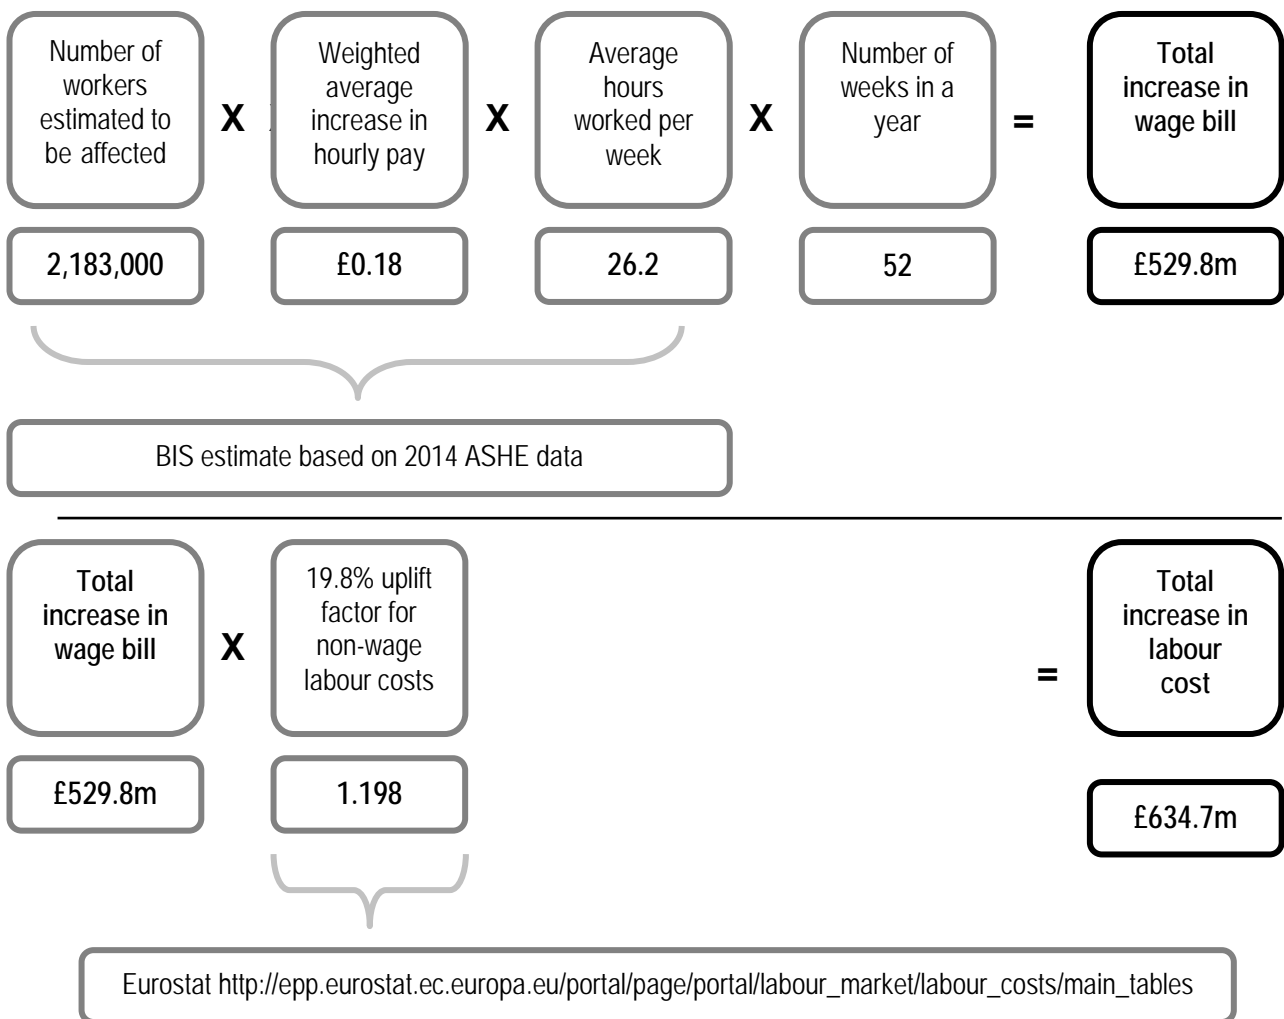 Number of
workers
estimated to
be affected
X
Weighted
average
increase in
hourly pay
X
Average
hours
worked per
week
X
Number of
weeks in a
year
=
Total
increase in
wage bill
2,183,000
£0.18
26.2
52
£529.8m
BIS estimate based on 2014 ASHE data
Total
increase in
wage bill
X
19.8% uplift
factor for
non-wage
labour costs
=
Total
increase in
labour
cost
£529.8m
1.198
£634.7m
Eurostat http://epp.eurostat.ec.europa.eu/portal/page/portal/labour_market/labour_costs/main_tables